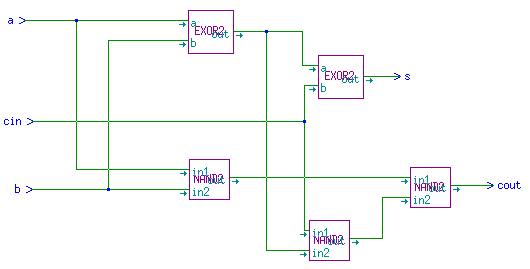 a
a
EXOR2
out
b
a
EXOR2
out
s
b
cin
in1
NAND2
out
in2
in1
NAND2
out
cout
in2
b
in1
NAND2
out
in2